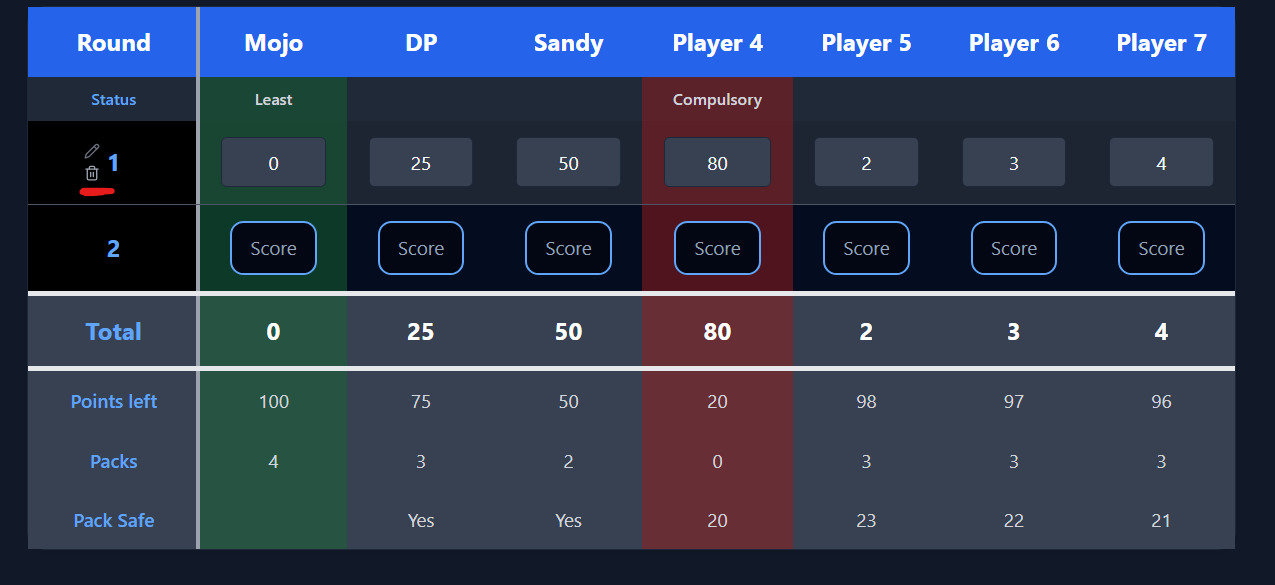 Round Mojo DP Sandy Player 4 Player 5 Player 6 Player 7
Status Least Compulsory
1 0 25 50 80 2 3 4
2 Score Score Score Score Score Score Score
Total 0 25 50 80 2 3 4
Points left 100 75 50 20 98 97 96
Packs 4 3 2 0 3 3 3
Pack Safe Yes Yes 20 23 22 21